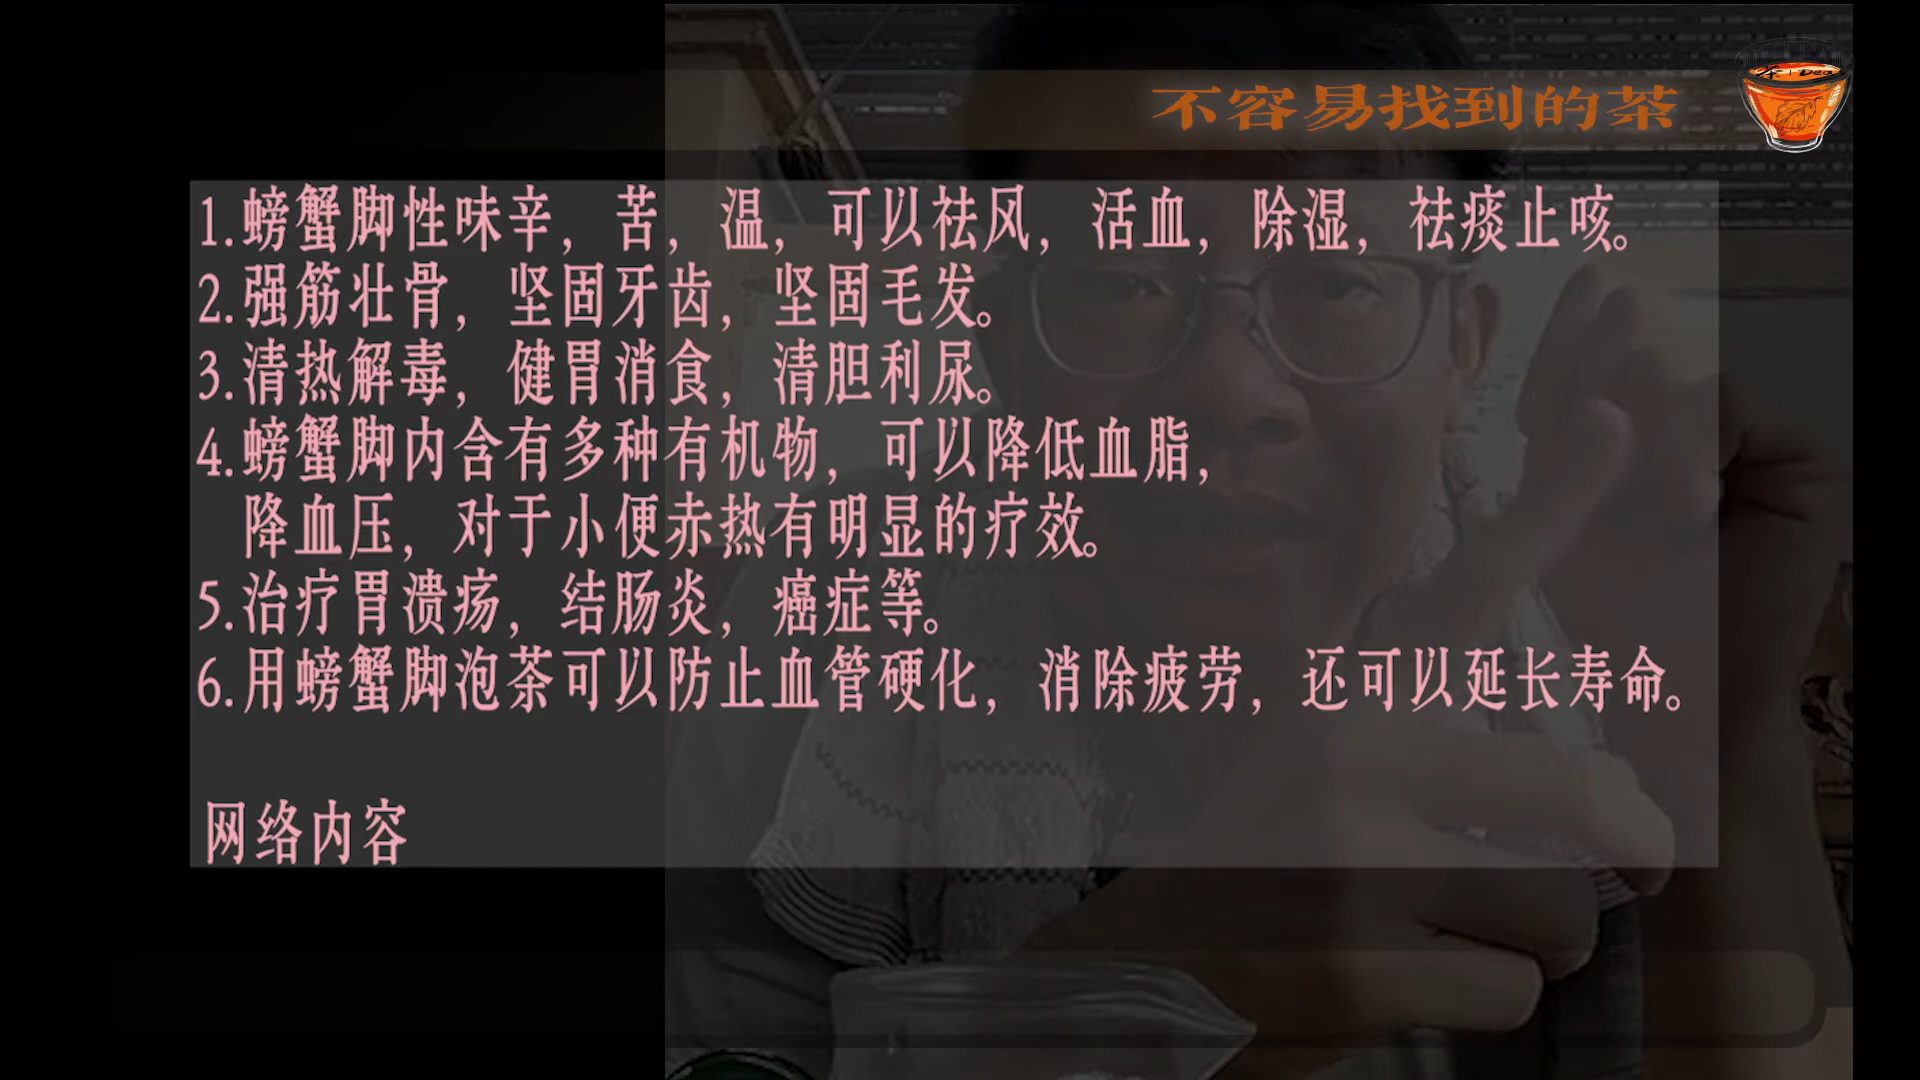 不容易找到的茶
茶 Dea
1.螃蟹脚性味辛，苦，温，可以祛风，活血，除湿，祛痰止咳。
2.强筋壮骨，坚固牙齿，坚固毛发。
3.清热解毒，健胃消食，清胆利尿。
4.螃蟹脚内含有多种有机物，可以降低血脂，
降血压，对于小便赤热有明显的疗效。
5.治疗胃溃疡，结肠炎，癌症等。
6.用螃蟹脚泡茶可以防止血管硬化，消除疲劳，还可以延长寿命。
网络内容